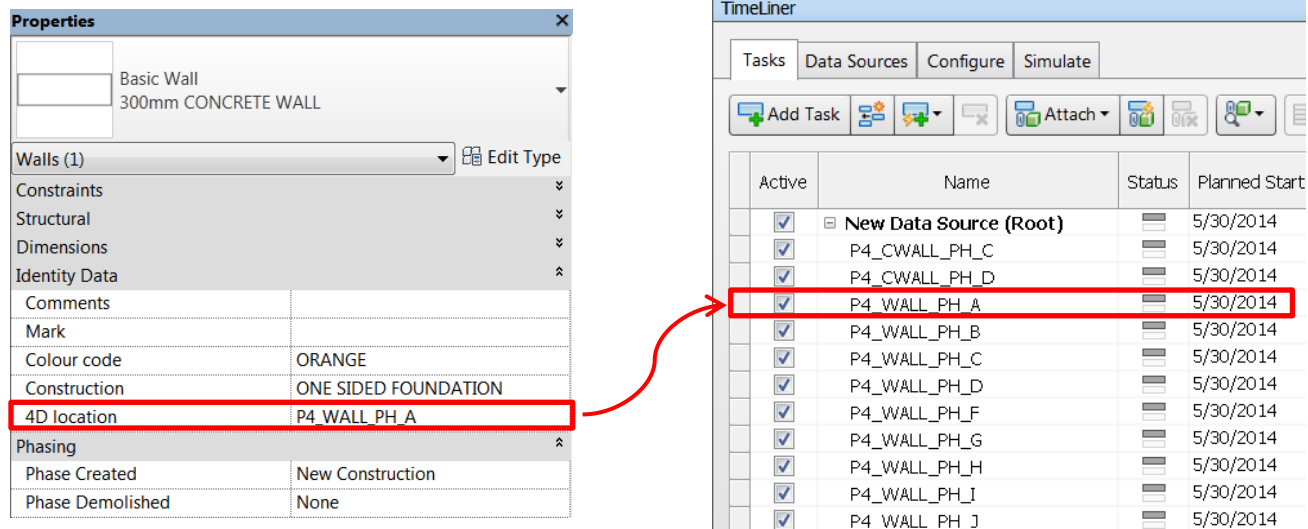 Properties
Basic Wall
300mm CONCRETE WALL
Walls (1) Edit Type
Constraints
Structural
Dimensions
Identity Data
Comments
Mark
Colour code ORANGE
Construction ONE SIDED FOUNDATION
4D location P4_WALL_PH_A
Phasing
Phase Created New Construction
Phase Demolished None
TimeLiner
Tasks Data Sources Configure Simulate
Add Task Attach
Active Name Status Planned Start
New Data Source (Root) 5/30/2014
P4_CWALL_PH_C 5/30/2014
P4_CWALL_PH_D 5/30/2014
P4_WALL_PH_A 5/30/2014
P4_WALL_PH_B 5/30/2014
P4_WALL_PH_C 5/30/2014
P4_WALL_PH_D 5/30/2014
P4_WALL_PH_F 5/30/2014
P4_WALL_PH_G 5/30/2014
P4_WALL_PH_H 5/30/2014
P4_WALL_PH_I 5/30/2014
P4_WALL_PH_J 5/30/2014